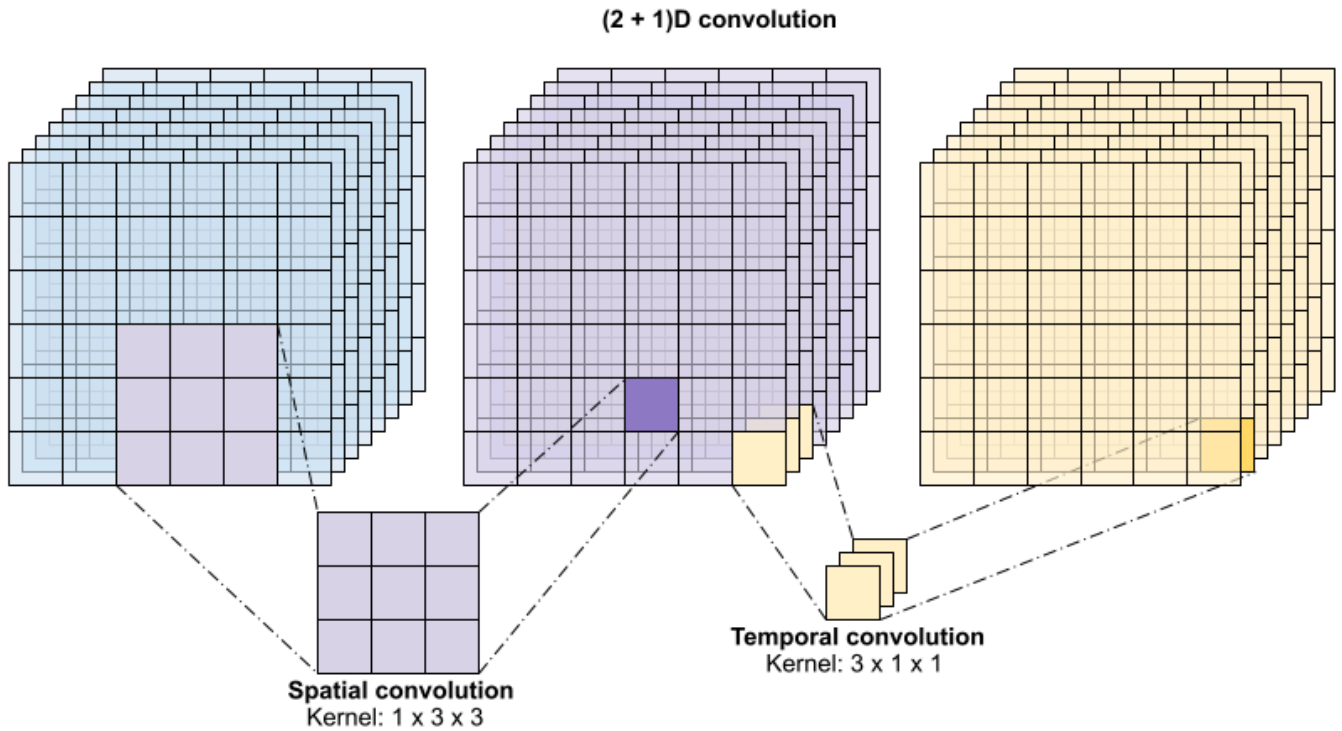 (2 + 1)D convolution
Temporal convolution
Kernel: 3 x 1 x 1
Spatial convolution
Kernel: 1 x 3 x 3